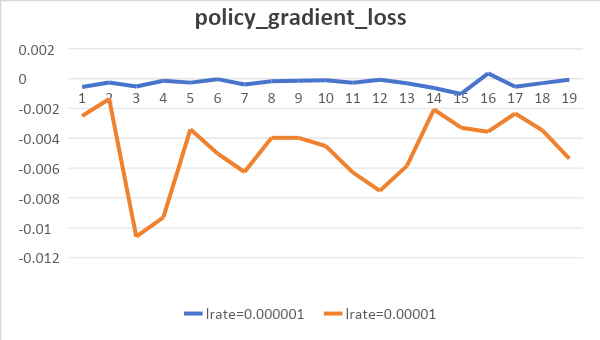 policy_gradient_loss
0.002
0
1 2 3 4 5 6 7 8 9 10 11 12 13 14 15 16 17 18 19
-0.002
-0.004
-0.006
-0.008
-0.01
-0.012
lrate=0.000001 lrate=0.00001